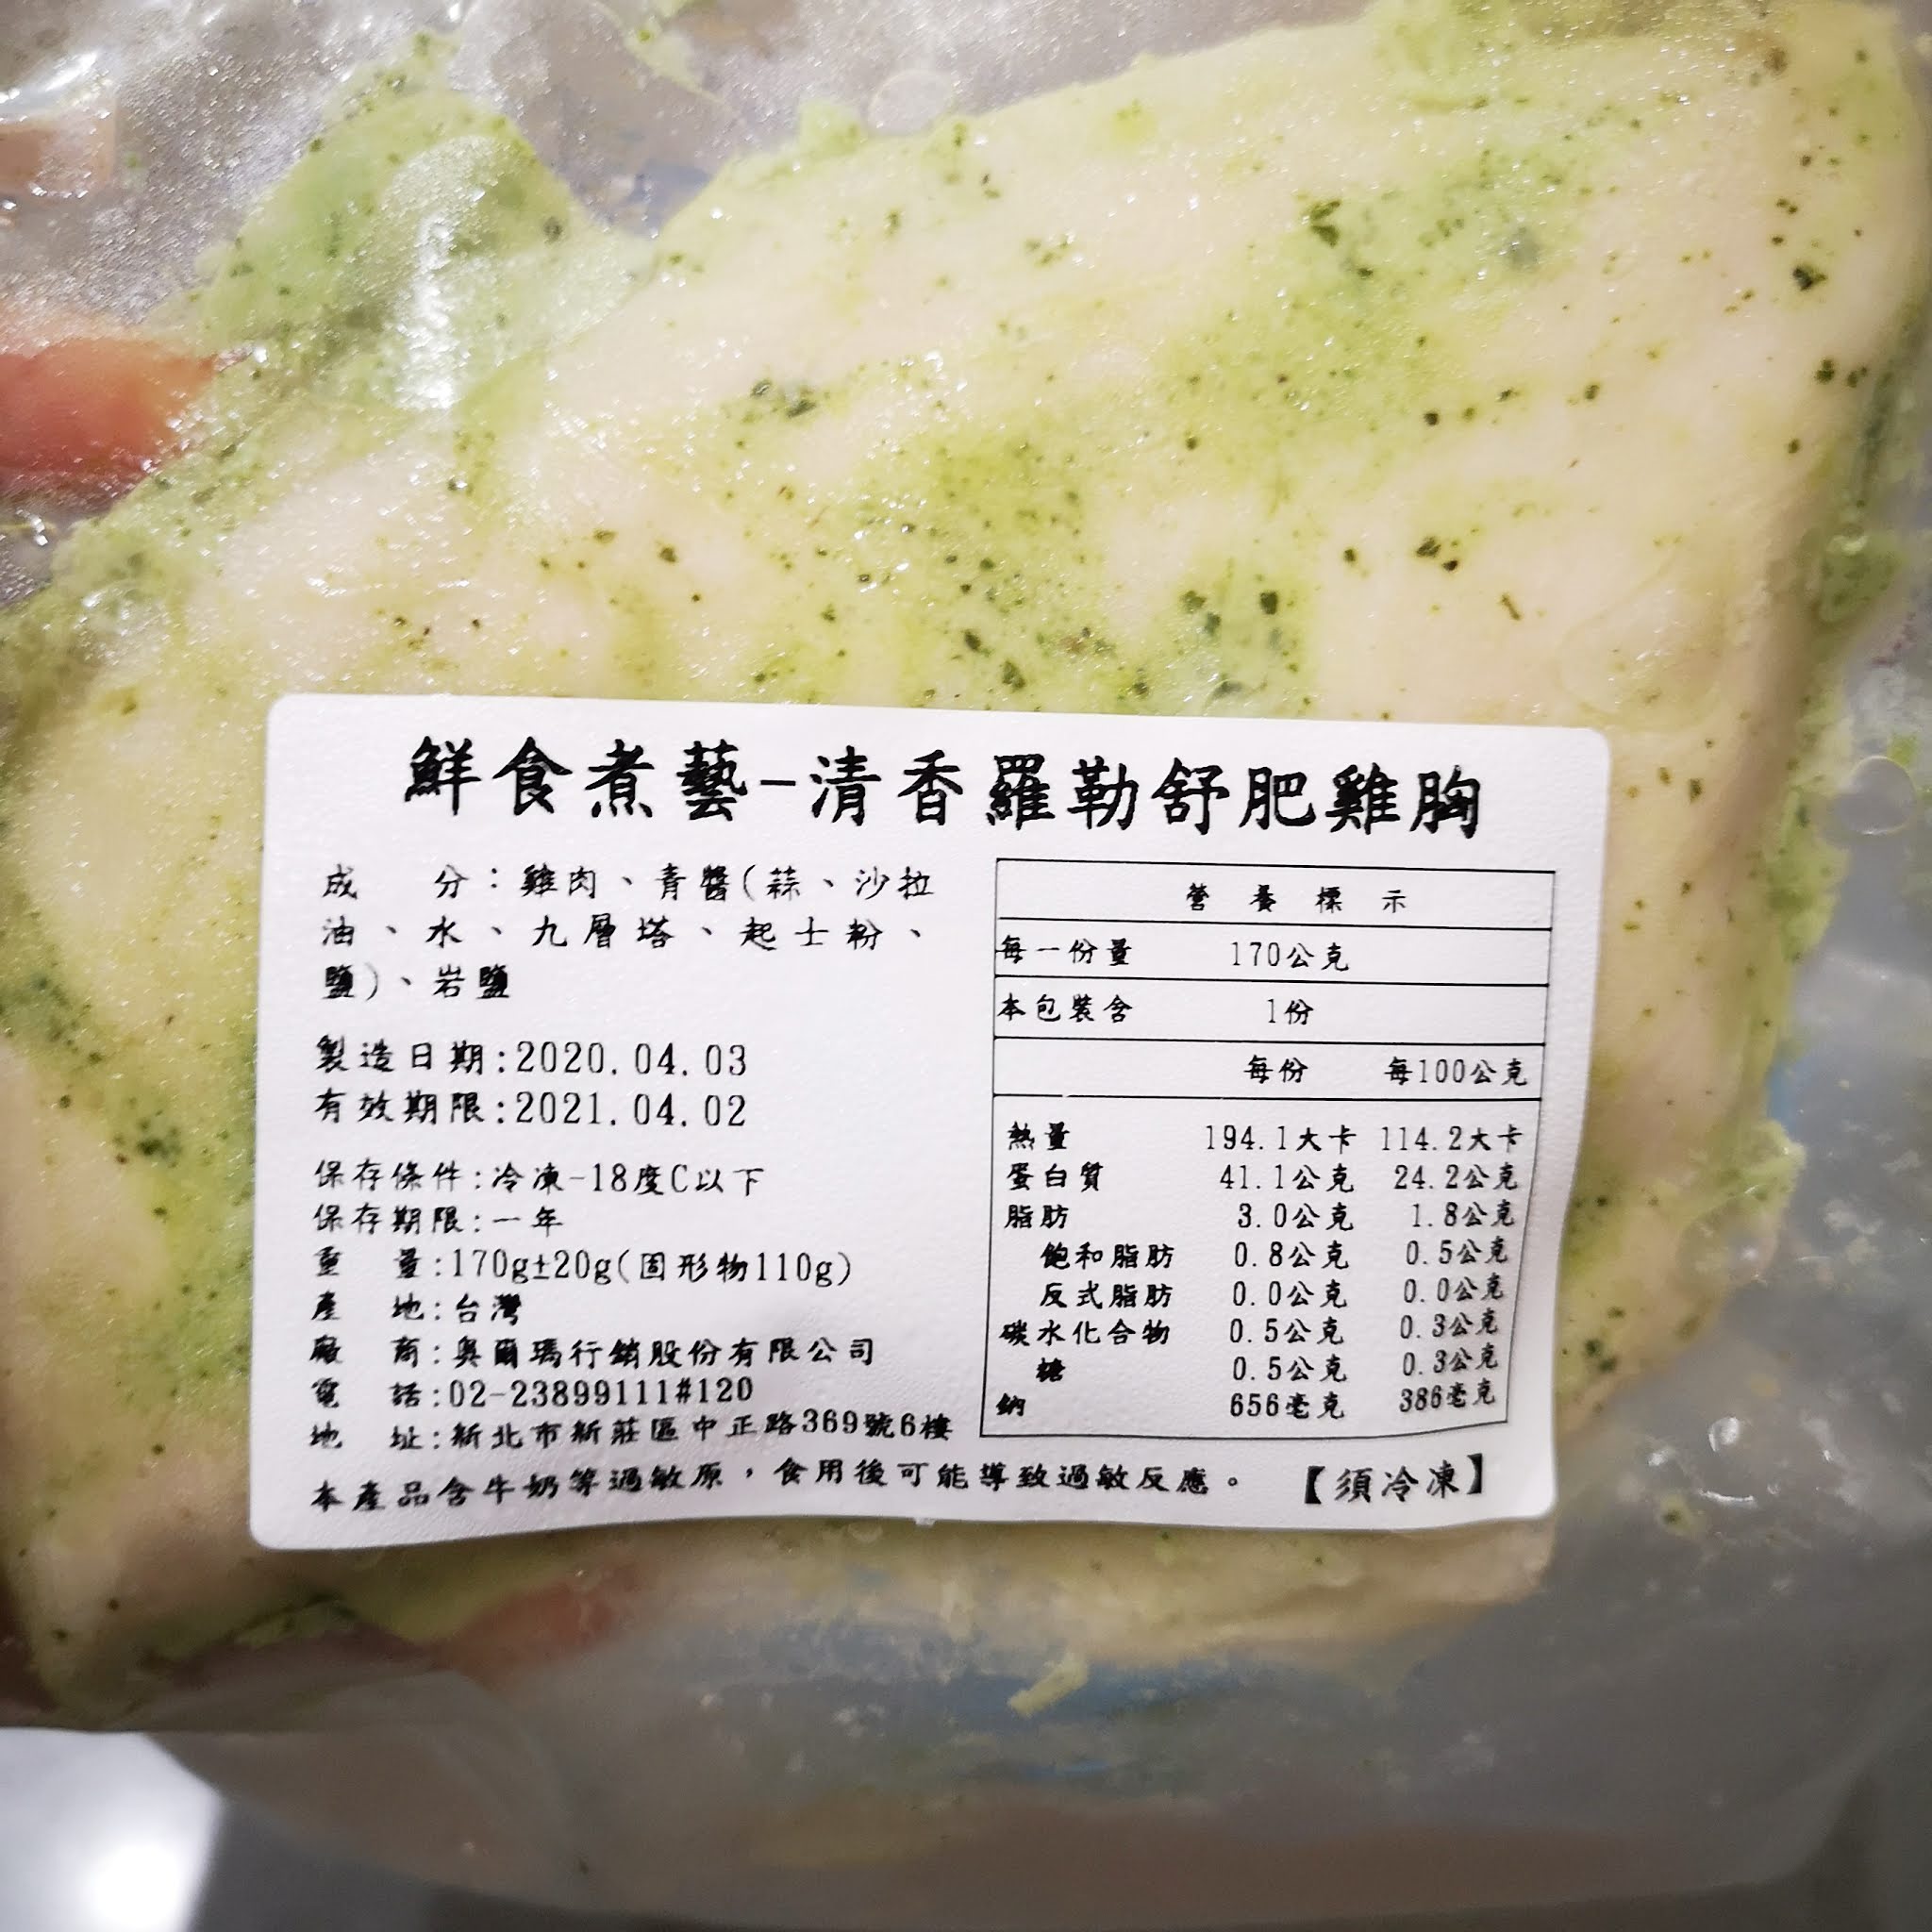 鮮食煮藝-清香羅勒舒肥雞胸
成　分：雞肉、青醬(蒜、沙拉
油、水、九層塔、起士粉、
鹽)、岩鹽
製造日期:2020.04.03
有效期限:2021.04.02
保存條件:冷凍-18度C以下
保存期限:一年
重　量:170g±20g(固形物110g)
產　地:台灣
廠　商:奧爾瑪行銷股份有限公司
電　話:02-23899111#120
地　址:新北市新莊區中正路369號6樓
營養標示
每一份量 170公克
本包裝含 1份
每份 每100公克
熱量 194.1大卡 114.2大卡
蛋白質 41.1公克 24.2公克
脂肪 3.0公克 1.8公克
飽和脂肪 0.8公克 0.5公克
反式脂肪 0.0公克 0.0公克
碳水化合物 0.5公克 0.3公克
糖 0.5公克 0.3公克
鈉 656毫克 386毫克
本產品含牛奶等過敏原，食用後可能導致過敏反應。【須冷凍】